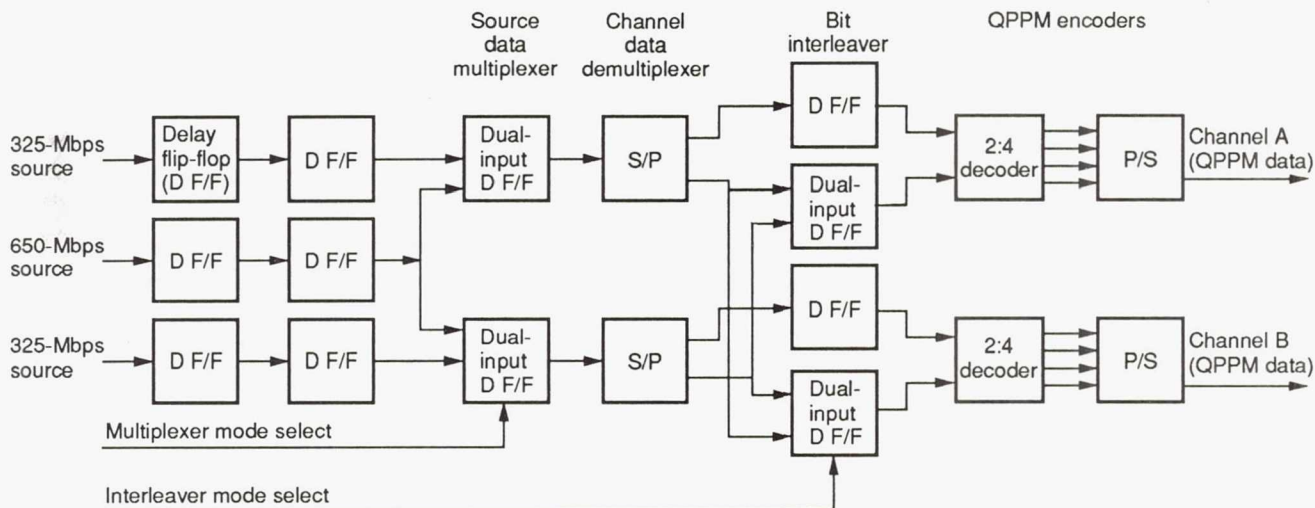 Source
data
multiplexer
Channel
data
demultiplexer
Bit
interleaver
QPPM encoders
325-Mbps
source
Delay
flip-flop
(D F/F)
D F/F
Dual-
input
D F/F
S/P
D F/F
Dual-
input
D F/F
2:4
decoder
P/S
Channel A
(QPPM data)
650-Mbps
source
D F/F
D F/F
325-Mbps
source
D F/F
D F/F
Dual-
input
D F/F
S/P
D F/F
Dual-
input
D F/F
2:4
decoder
P/S
Channel B
(QPPM data)
Multiplexer mode select
Interleaver mode select